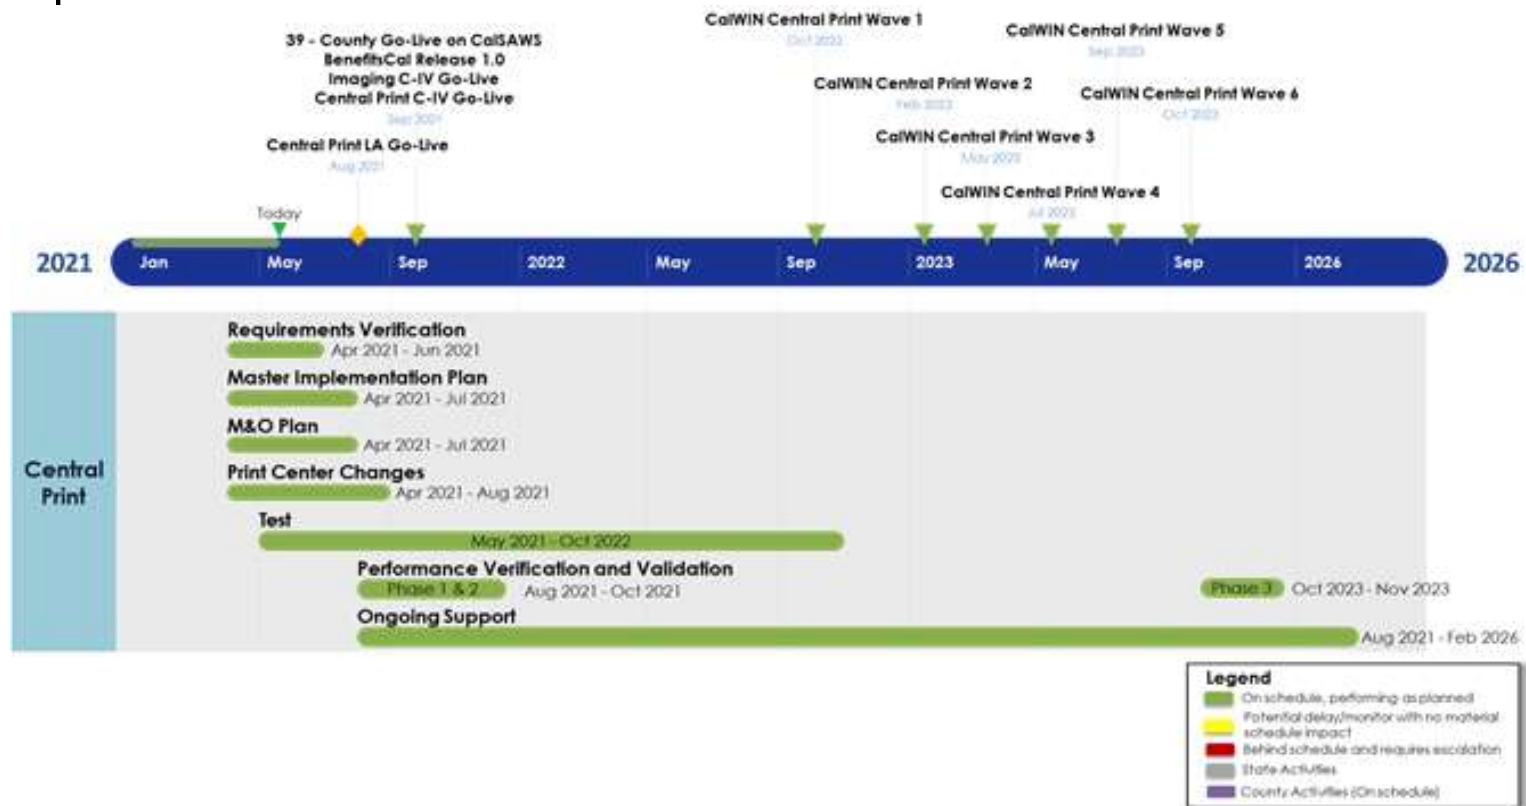 CalWIN Central Print Wave 1
Oct 2022
CalWIN Central Print Wave 5
Sep 2023
39 - County Go-Live on CalSAWS
BenefitsCal Release 1.0
Imaging C-IV Go-Live
Central Print C-IV Go-Live
Sep 2021
CalWIN Central Print Wave 2
Feb 2023
CalWIN Central Print Wave 6
Oct 2023
Central Print LA Go-Live
Aug 2021
CalWIN Central Print Wave 3
May 2023
CalWIN Central Print Wave 4
Jul 2023
Today
2021 Jan May Sep 2022 May Sep 2023 May Sep 2026 2026
Central
Print
Requirements Verification
Apr 2021 - Jun 2021
Master Implementation Plan
Apr 2021 - Jul 2021
M&O Plan
Apr 2021 - Jul 2021
Print Center Changes
Apr 2021 - Aug 2021
Test
May 2021 - Oct 2022
Performance Verification and Validation
Phase 1 & 2 Aug 2021 - Oct 2021 Phase 3 Oct 2023 - Nov 2023
Ongoing Support
Aug 2021 - Feb 2026
Legend
On schedule, performing as planned
Potential delay/monitor with no material
schedule impact
Behind schedule and requires escalation
State Activities
County Activities (On schedule)